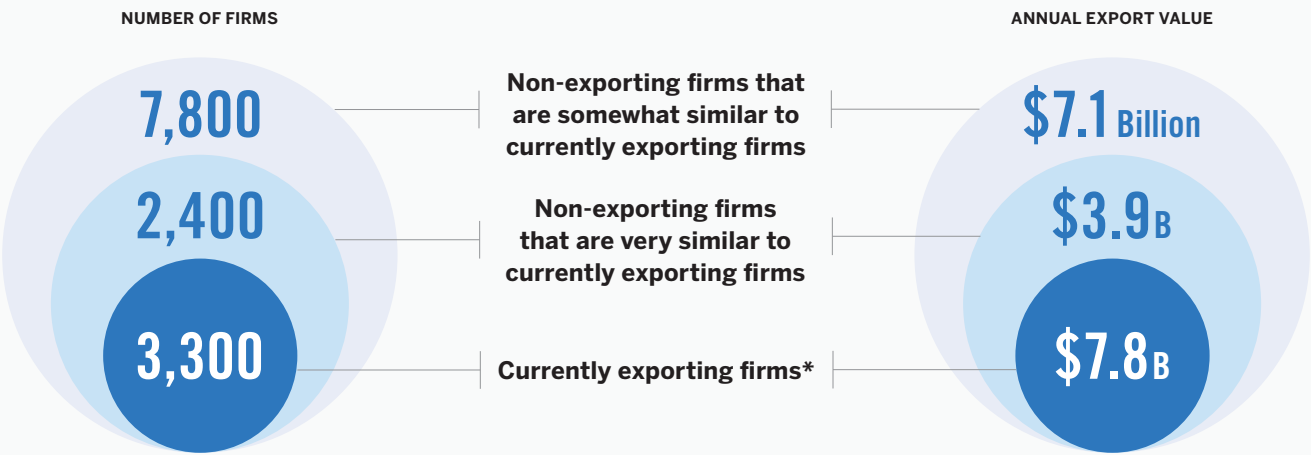 NUMBER OF FIRMS
ANNUAL EXPORT VALUE
7,800
Non-exporting firms that
are somewhat similar to
currently exporting firms
$7.1 Billion
2,400
Non-exporting firms
that are very similar to
currently exporting firms
$3.9B
3,300
Currently exporting firms*
$7.8B